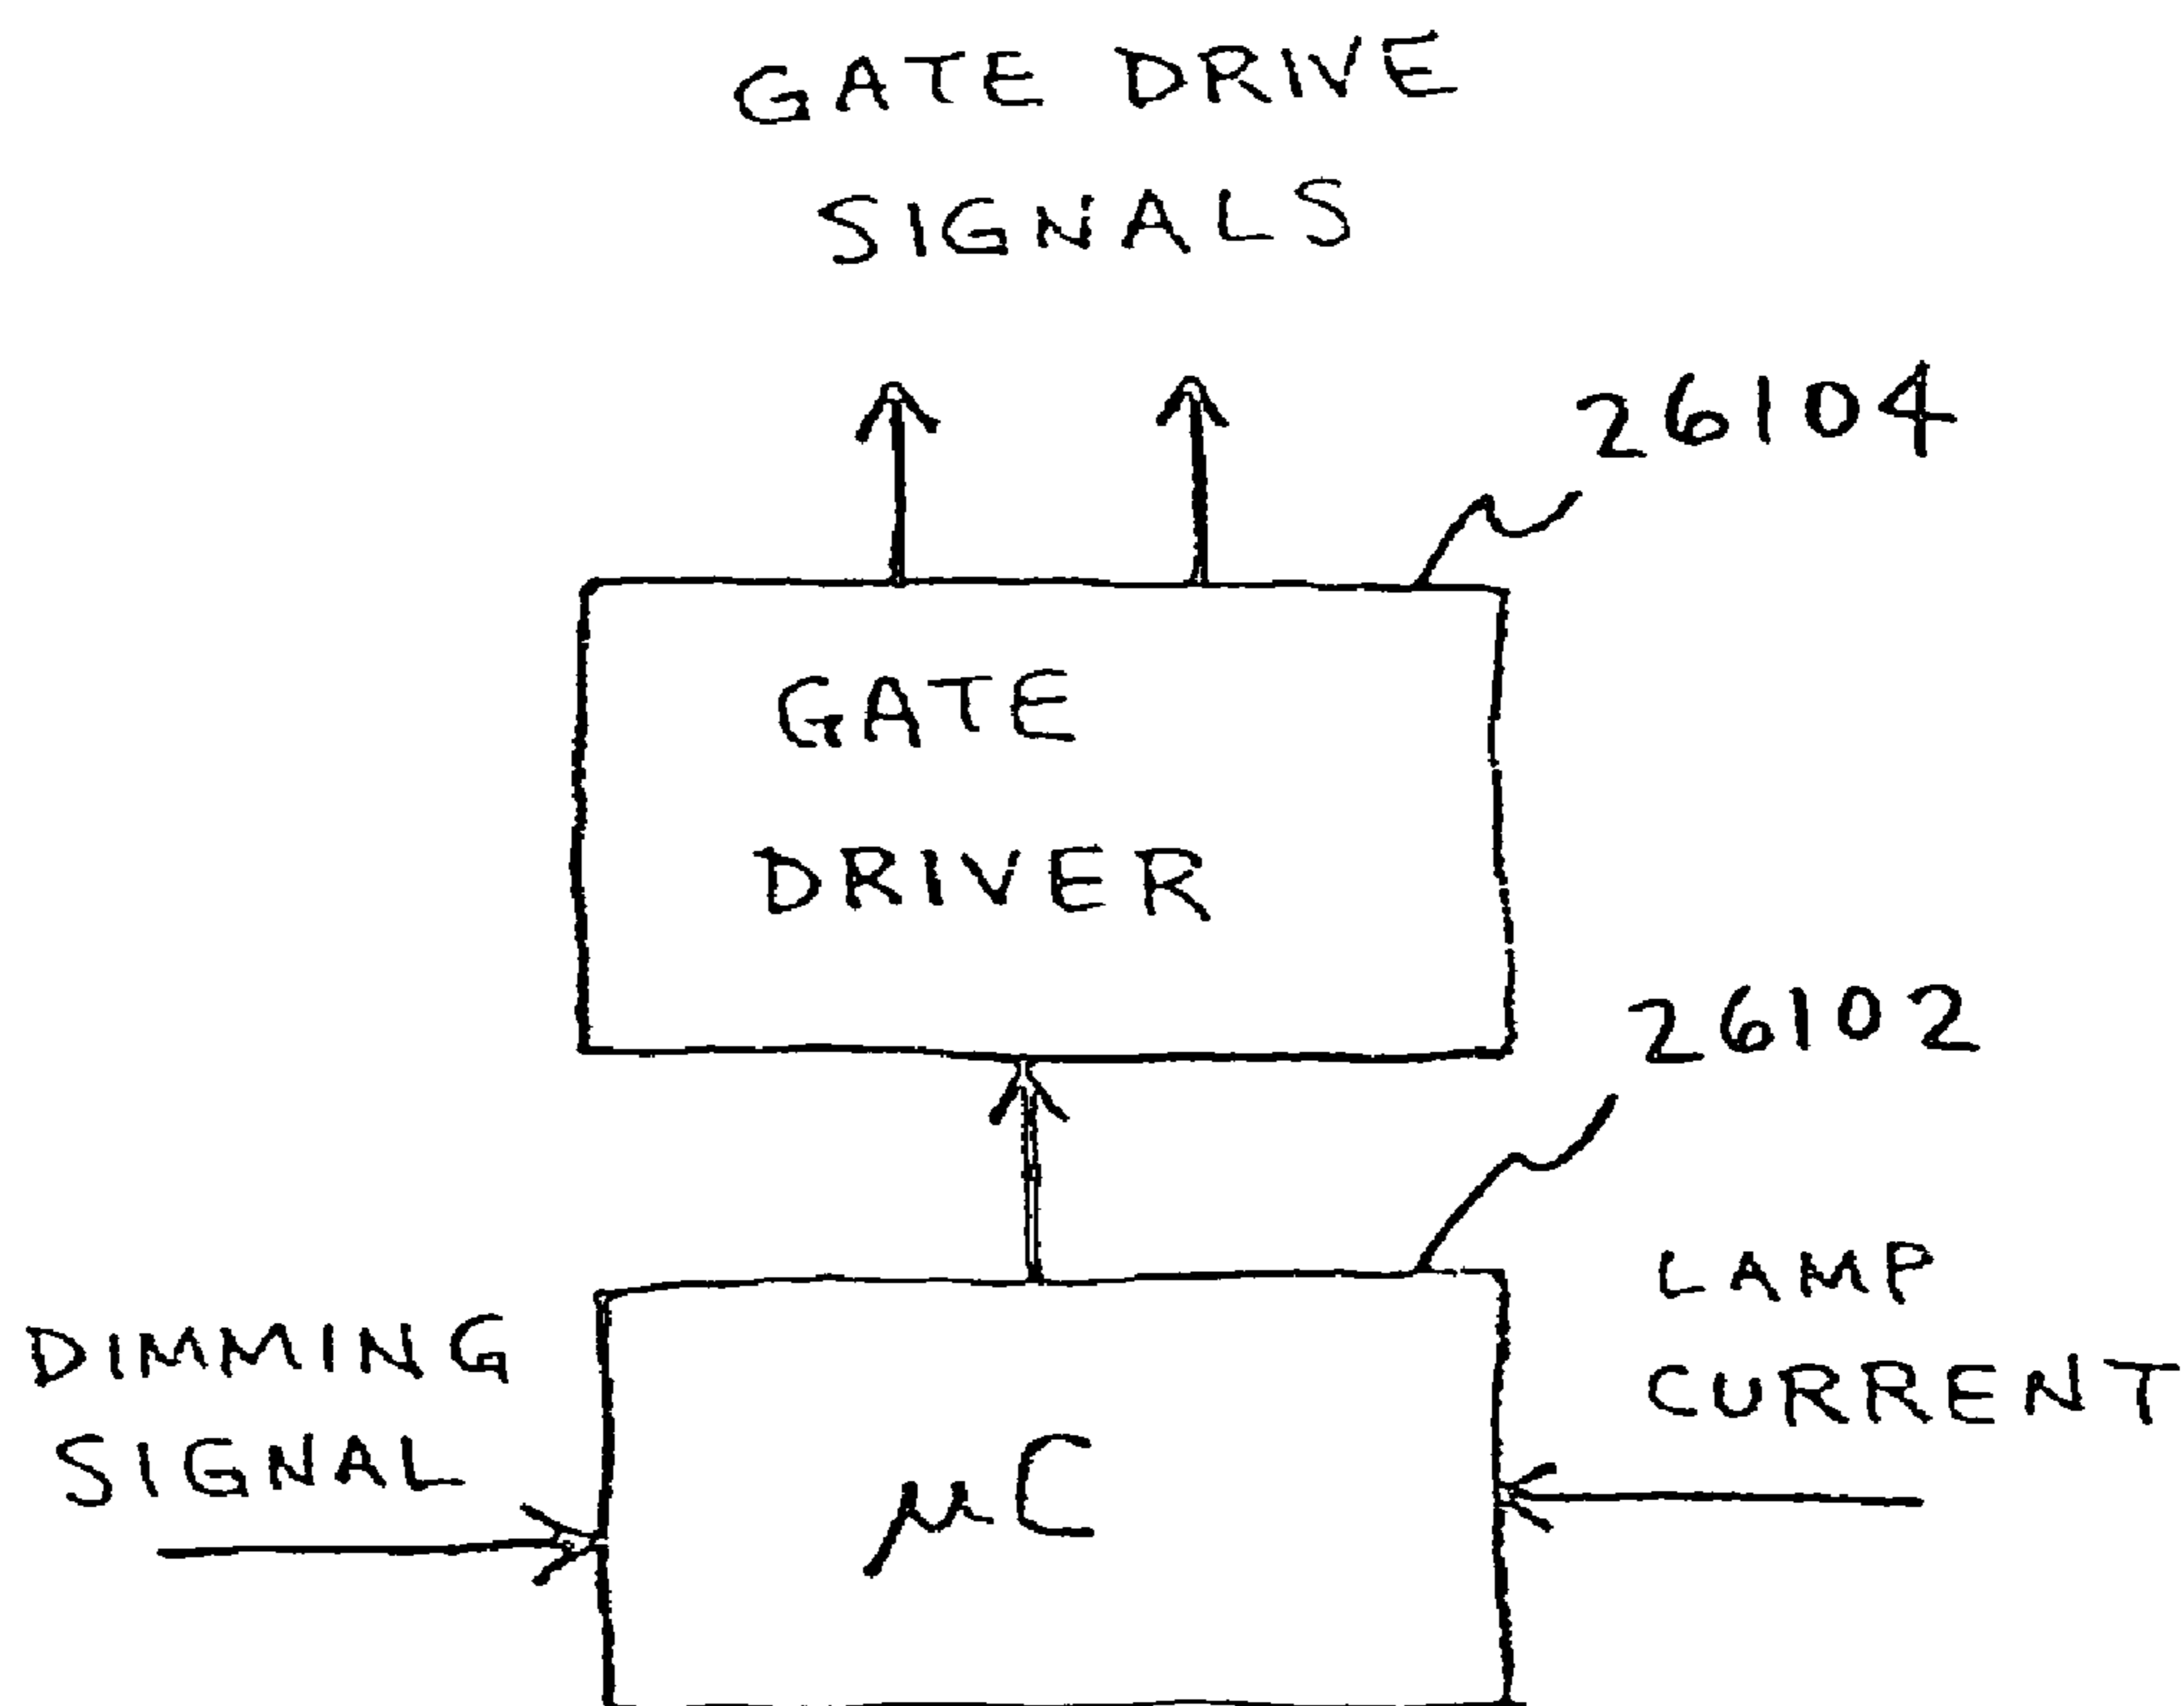 GATE DRIVE
SIGNALS
26104
GATE
DRIVER
26102
LAMP
CURRENT
DIMMING
SIGNAL
μC